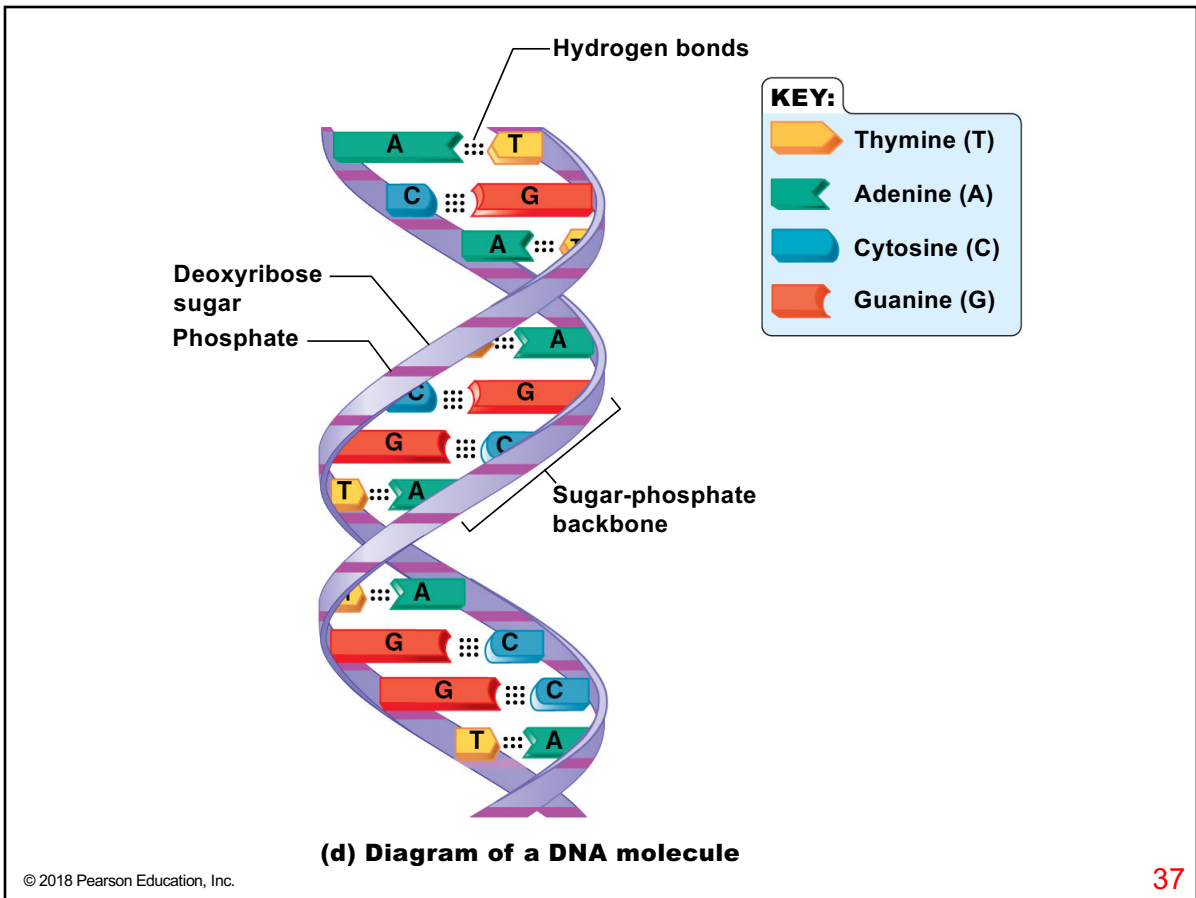 Hydrogen bonds
KEY:
Thymine (T)
Adenine (A)
Cytosine (C)
Guanine (G)
A T
C G
A T
Deoxyribose
sugar
Phosphate
A
C G
G C
T A
Sugar-phosphate
backbone
T A
G C
G C
T A
(d) Diagram of a DNA molecule
© 2018 Pearson Education, Inc.
37